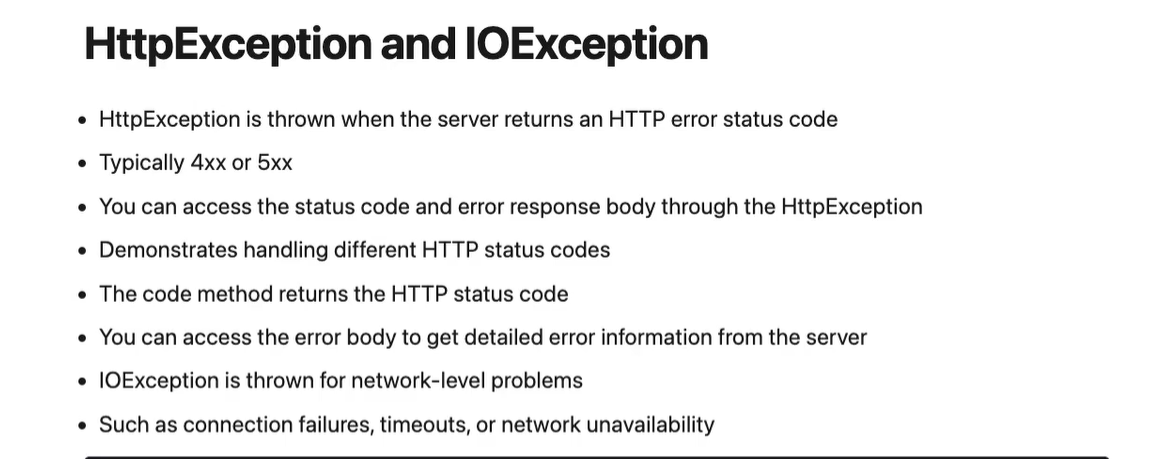 HttpException and IOException
• HttpException is thrown when the server returns an HTTP error status code
• Typically 4xx or 5xx
• You can access the status code and error response body through the HttpException
• Demonstrates handling different HTTP status codes
• The code method returns the HTTP status code
• You can access the error body to get detailed error information from the server
• IOException is thrown for network-level problems
• Such as connection failures, timeouts, or network unavailability